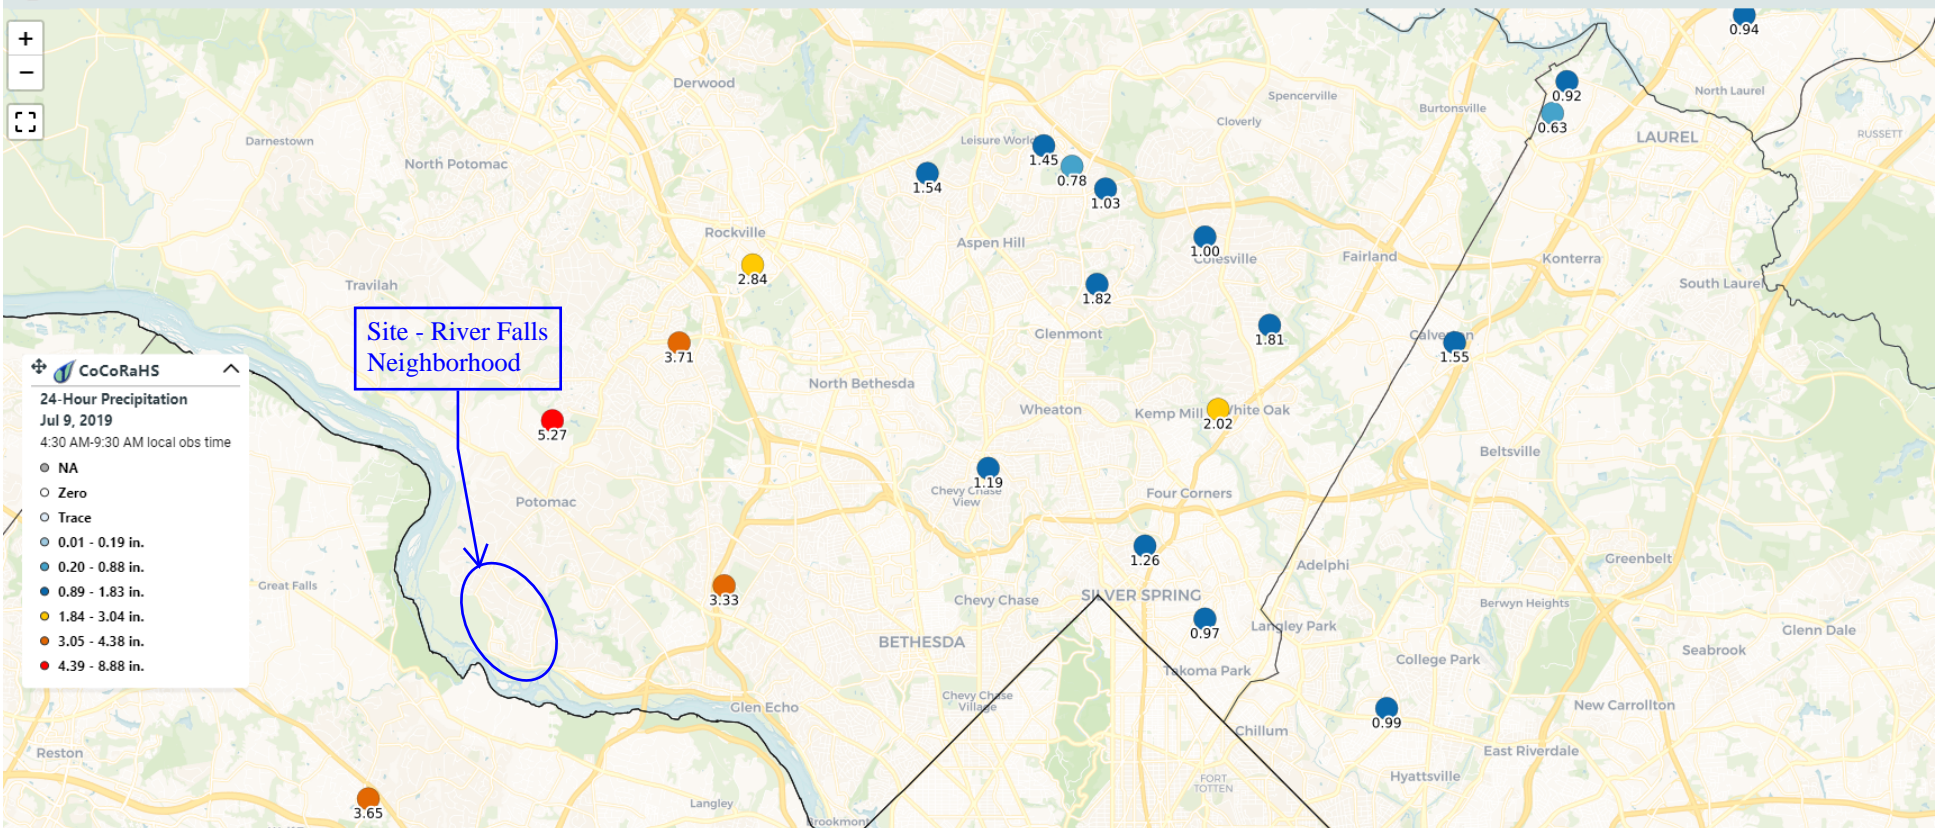 0.94
+
−
Derwood
0.92
North Laurel
Spencerville
Burtonsville
Cloverly
0.63
LAUREL
RUSSETT
Darnestown
Leisure World
1.45
North Potomac
0.78
1.54
1.03
Rockville
Aspen Hill
1.00
Colesville
Fairland
Konterra
2.84
Travilah
South Laurel
1.82
Site - River Falls
Neighborhood
Glenmont
1.81
Calverton
3.71
1.55
CoCoRaHS
24-Hour Precipitation
Jul 9, 2019
4:30 AM-9:30 AM local obs time
NA
Zero
Trace
0.01 - 0.19 in.
0.20 - 0.88 in.
0.89 - 1.83 in.
1.84 - 3.04 in.
3.05 - 4.38 in.
4.39 - 8.88 in.
North Bethesda
Wheaton
Kemp Mill
White Oak
2.02
5.27
Beltsville
1.19
Chevy Chase
View
Four Corners
Potomac
1.26
Greenbelt
Adelphi
Great Falls
3.33
Chevy Chase
SILVER SPRING
Berwyn Heights
0.97
Langley Park
Glenn Dale
BETHESDA
Seabrook
College Park
Takoma Park
Chevy Chase
Village
Glen Echo
New Carrollton
0.99
Chillum
Reston
East Riverdale
Hyattsville
FORT
TOTTEN
Langley
3.65
Brookmont